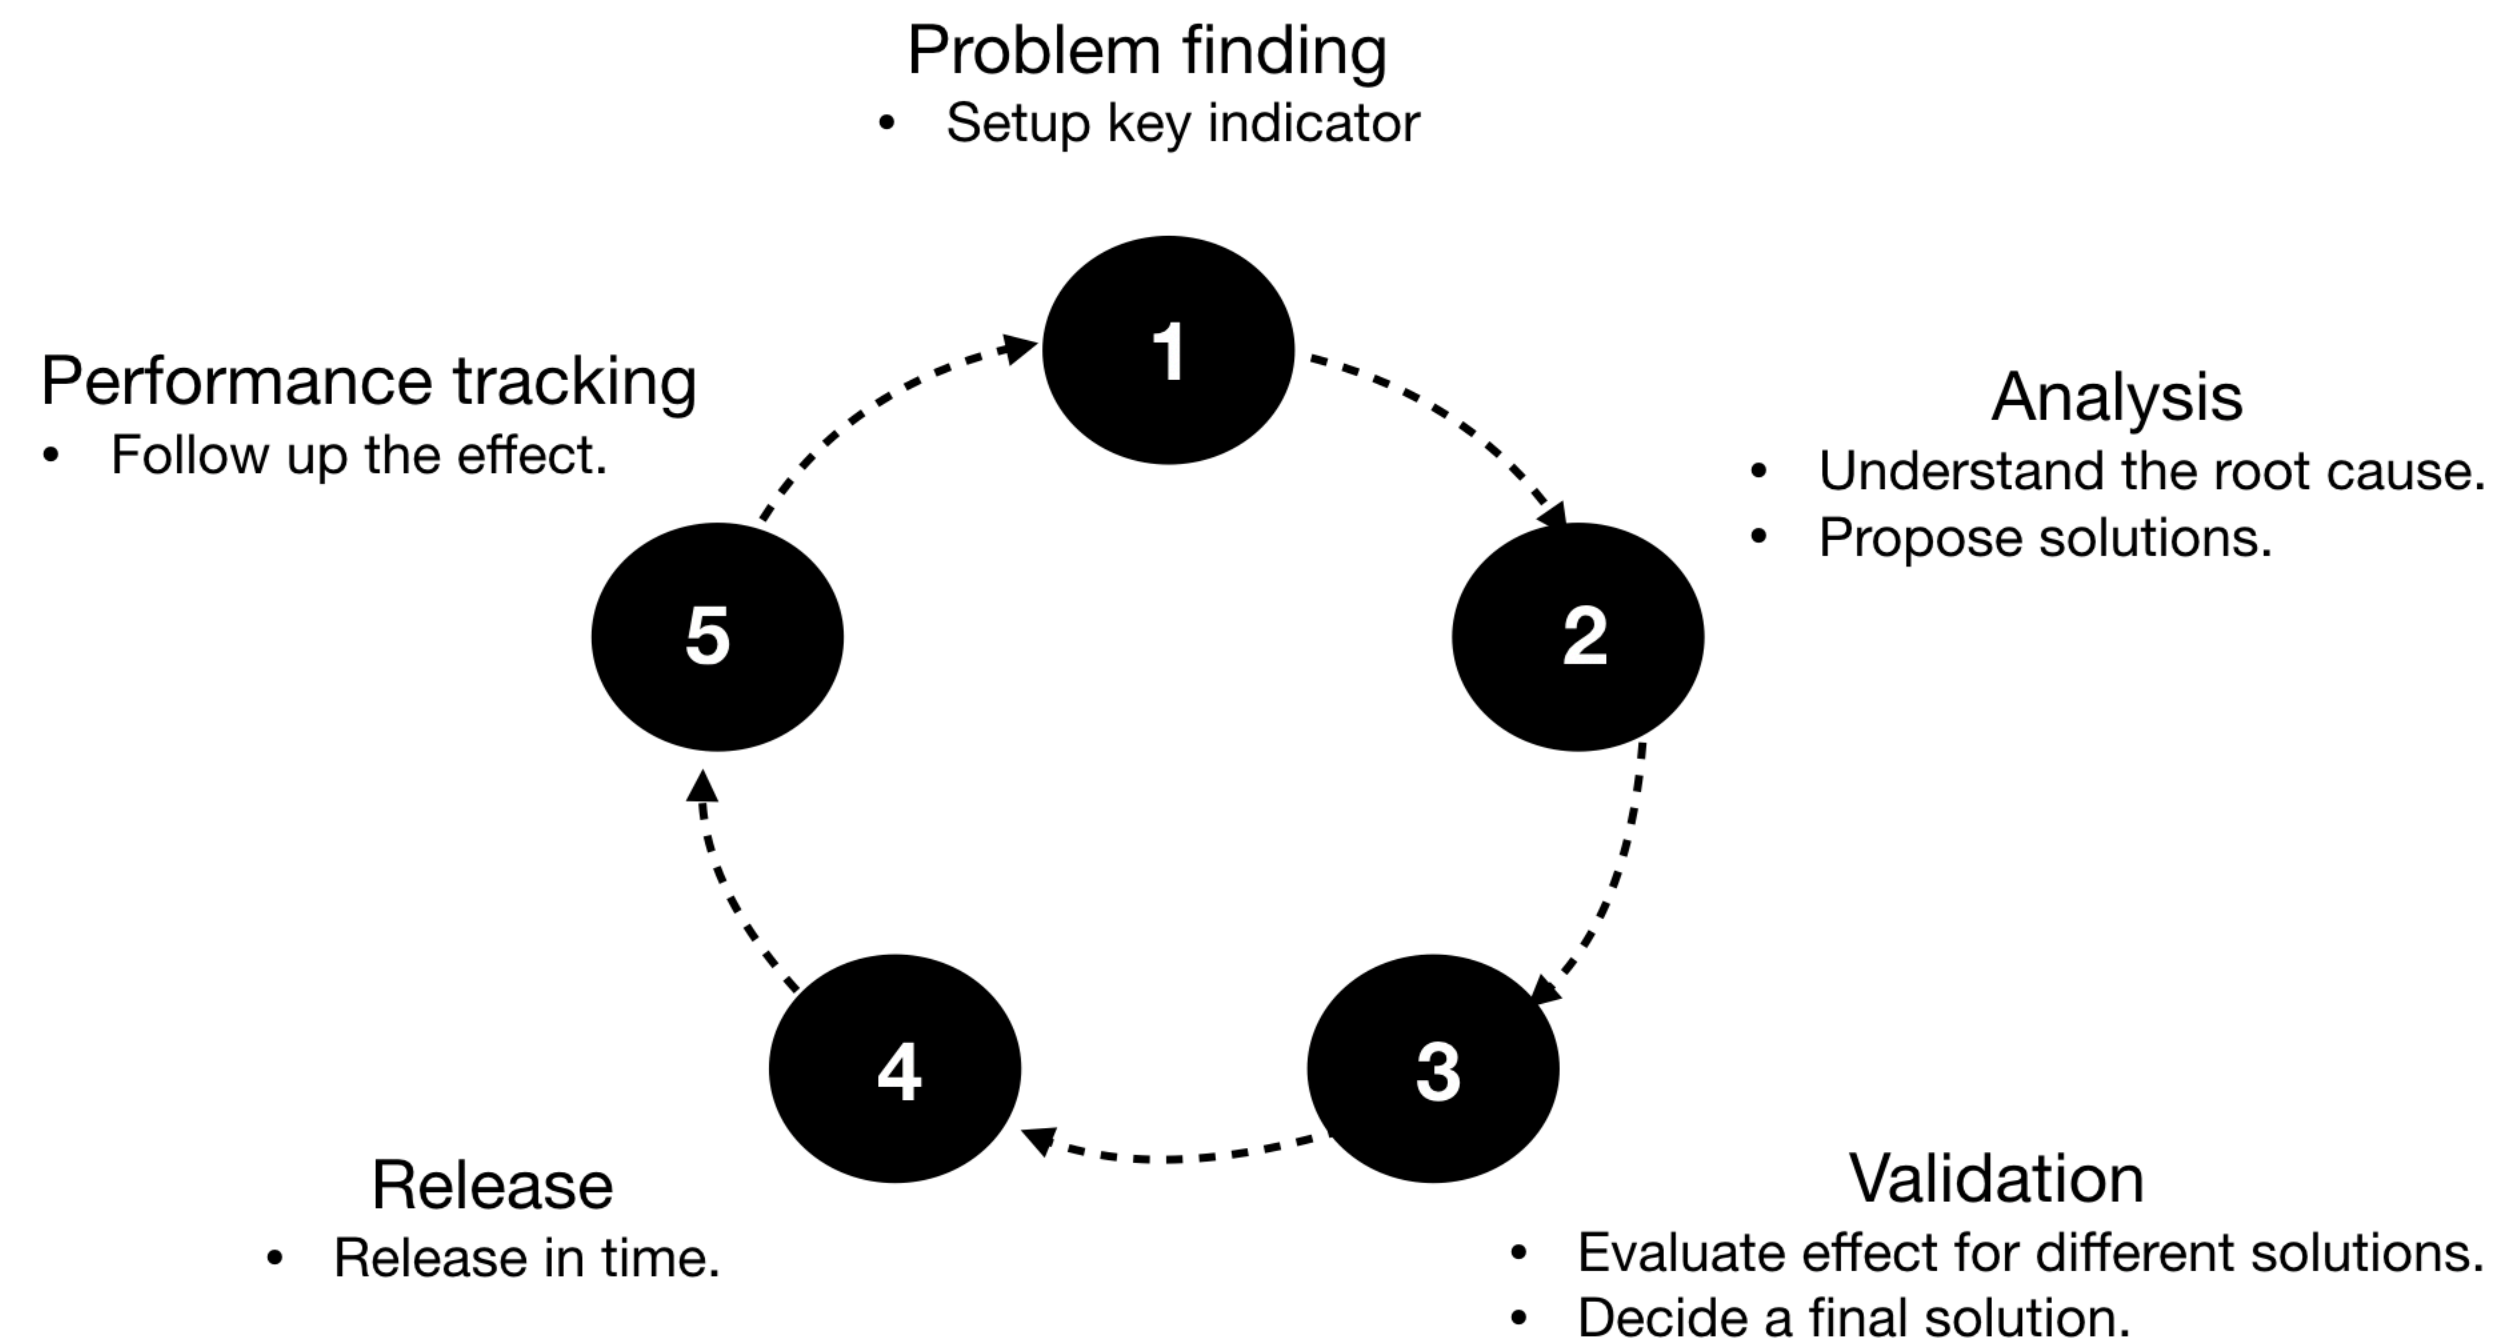 Problem finding
• Setup key indicator
1
Analysis
• Understand the root cause.
• Propose solutions.
2
Validation
• Evaluate effect for different solutions.
• Decide a final solution.
3
Release
• Release in time.
4
Performance tracking
• Follow up the effect.
5